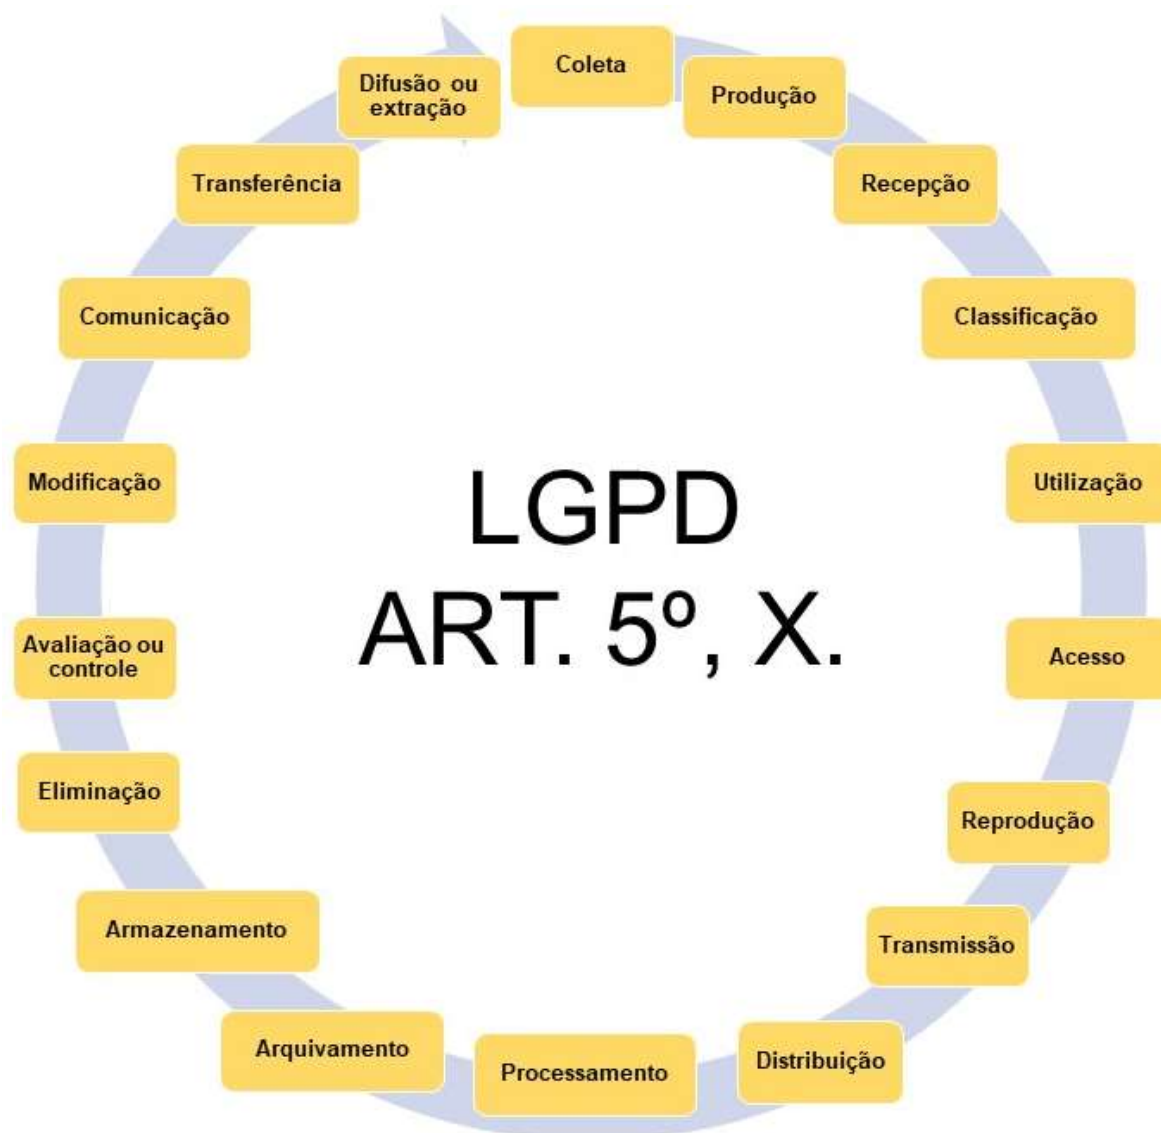 Coleta
Produção
Recepção
Classificação
Utilização
Acesso
Reprodução
Transmissão
Distribuição
Processamento
Arquivamento
Armazenamento
Eliminação
Avaliação ou
controle
Modificação
Comunicação
Transferência
Difusão ou
extração
LGPD
ART. 5º, X.